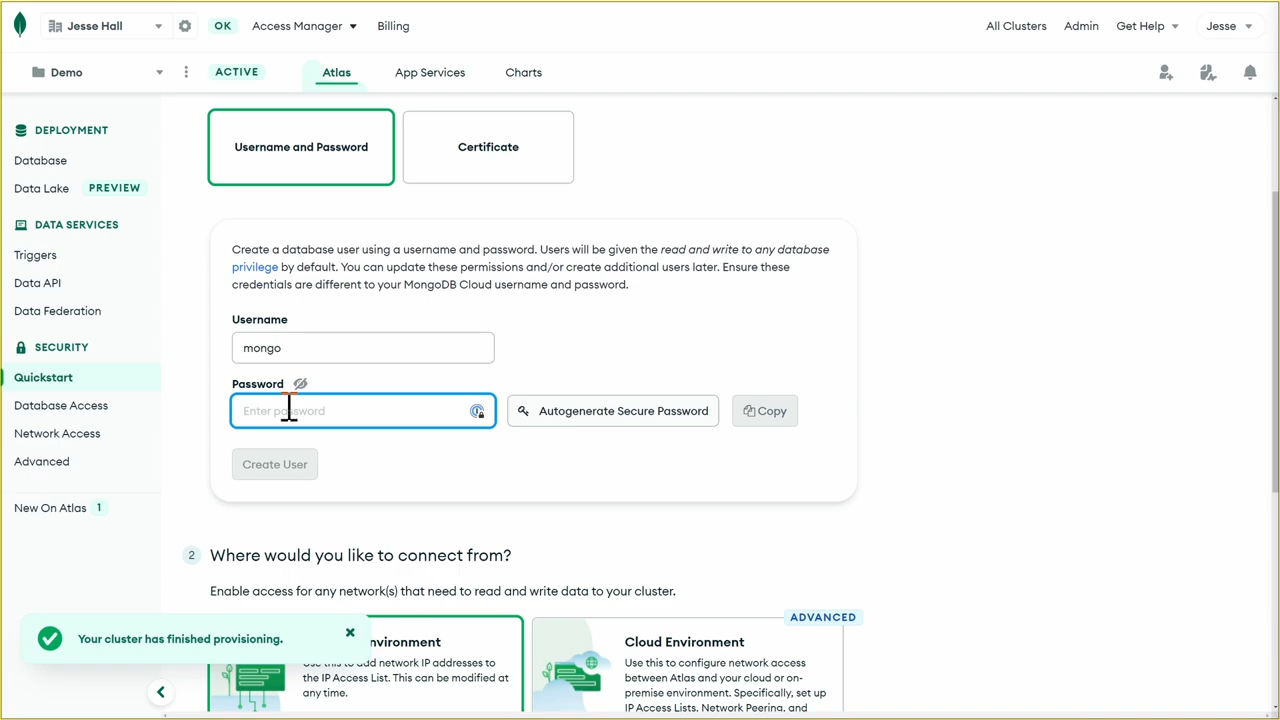 Jesse Hall
OK
Access Manager
Billing
All Clusters
Admin
Get Help
Jesse
Demo
ACTIVE
Atlas
App Services
Charts
DEPLOYMENT
Database
Data Lake PREVIEW
DATA SERVICES
Triggers
Data API
Data Federation
SECURITY
Quickstart
Database Access
Network Access
Advanced
New On Atlas 1
Username and Password
Certificate
Create a database user using a username and password. Users will be given the read and write to any database
privilege by default. You can update these permissions and/or create additional users later. Ensure these
credentials are different to your MongoDB Cloud username and password.
Username
mongo
Password
Enter password
Autogenerate Secure Password
Copy
Create User
2 Where would you like to connect from?
Enable access for any network(s) that need to read and write data to your cluster.
Your cluster has finished provisioning.
Use this to add network IP addresses to
the IP Access List. This can be modified at
any time.
ADVANCED
Cloud Environment
Use this to configure network access
between Atlas and your cloud or on-
premise environment. Specifically, set up
IP Access Lists, Network Peering, and